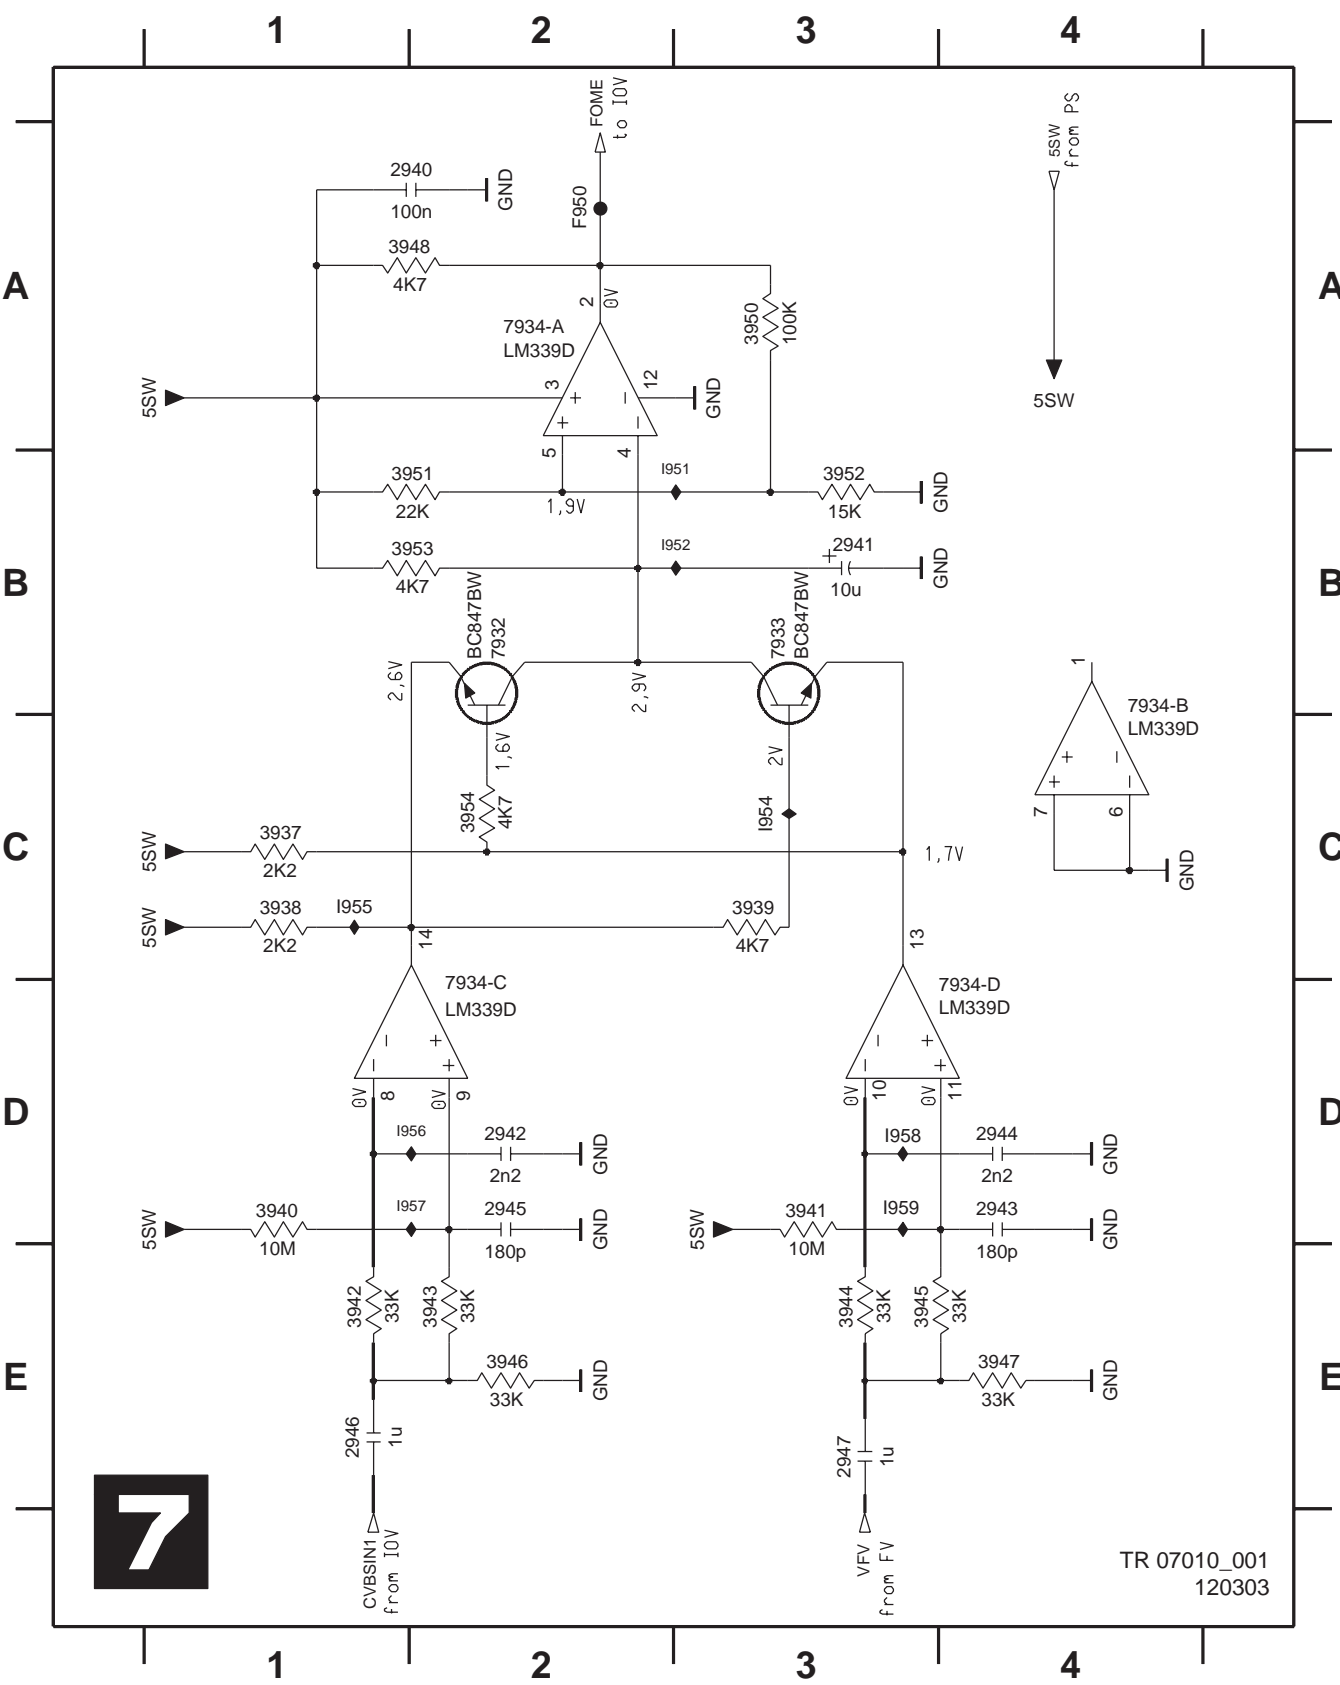 1 2 3 4
FOME
to IOV
5SW
from PS
2940
100n
GND
F950
3948
4K7
A
A
2
0V
3950
100K
7934-A
LM339D
3
12
+ −
+ −
5SW
GND
5SW
5
4
I951
3951
22K
1,9V
3952
15K
GND
I952
3953
4K7
+
2941
10u
GND
B
B
BC847BW
7932
7933
BC847BW
2,6V
2,9V
1
7934-B
LM339D
1,6V
2V
+ −
+ −
3954
4K7
I954
7
6
C
C
5SW
3937
2K2
1,7V
GND
5SW
3938
2K2
I955
14
3939
4K7
13
7934-C
LM339D
7934-D
LM339D
− +
− +
− +
− +
0V
8
0V
9
0V
10
0V
11
D
D
I956
2942
2n2
GND
I958
2944
2n2
GND
5SW
3940
10M
I957
2945
180p
GND
5SW
3941
10M
I959
2943
180p
GND
3942
33K
3943
33K
3944
33K
3945
33K
E
E
3946
33K
GND
3947
33K
GND
2946
1u
2947
1u
7
CVBSIN1
from IOV
VFV
from FV
TR 07010_001
120303
1 2 3 4